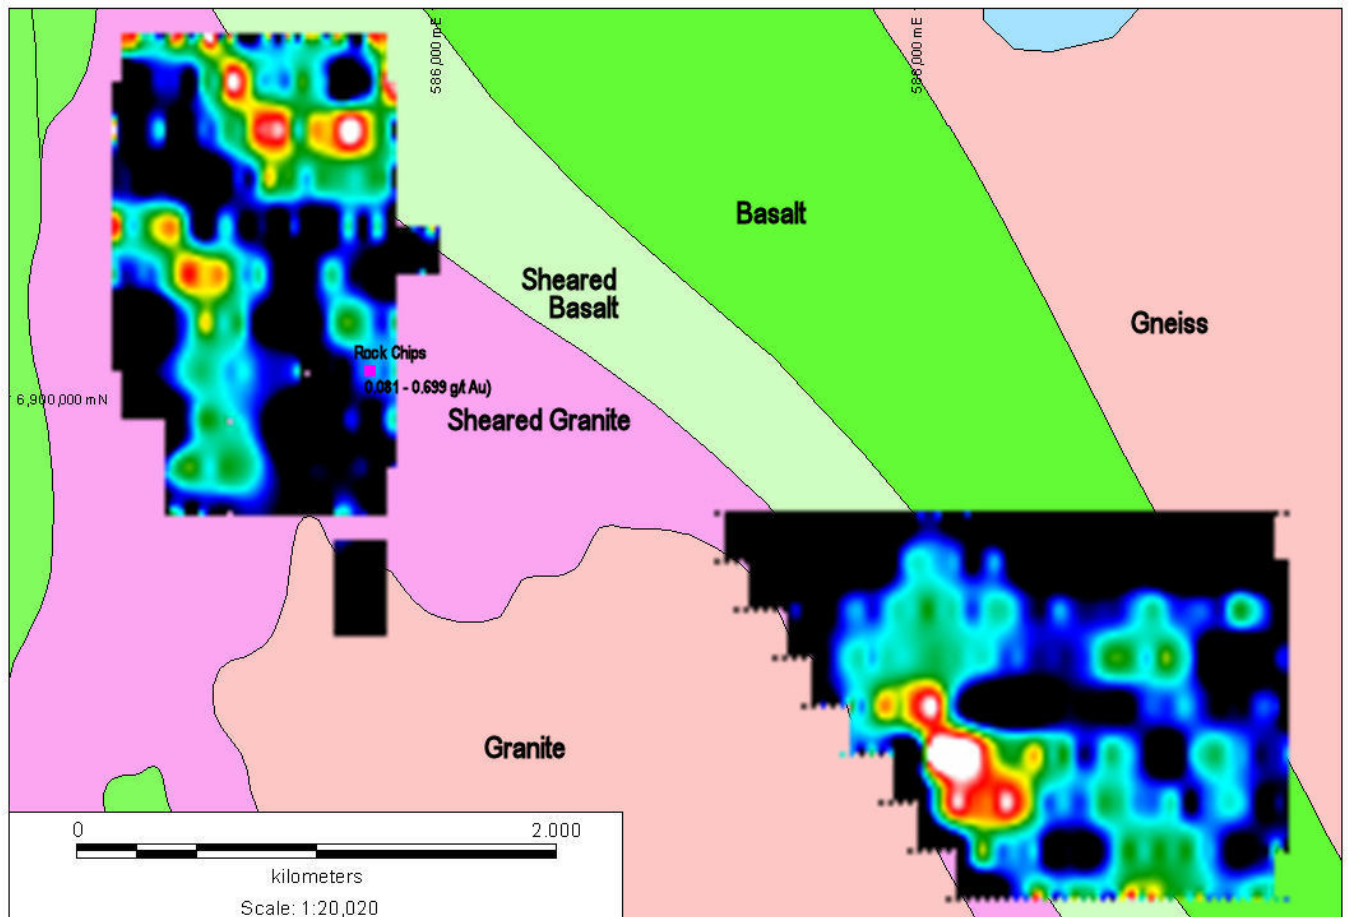 586,000 mE
588,000 mE
Basalt
Sheared
Basalt
Gneiss
Rock Chips
0.081 - 0.699 g/t Au)
6,900,000 mN
Sheared Granite
Granite
0
2.000
kilometers
Scale: 1:20,020